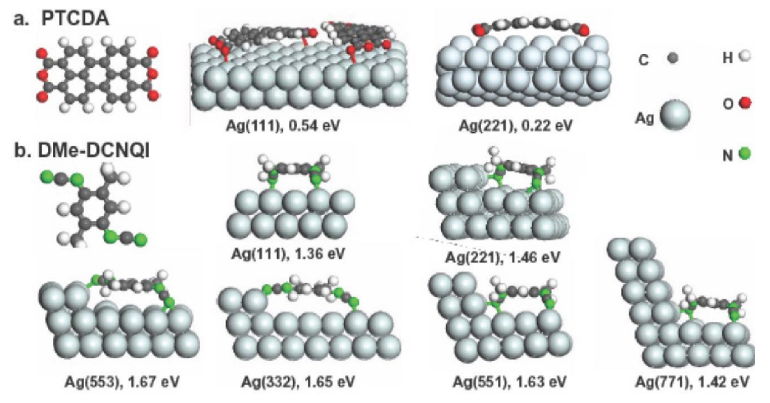 a. PTCDA
Ag(111), 0.54 eV
Ag(221), 0.22 eV
C
H
Ag
O
N
b. DMe-DCNQI
Ag(111), 1.36 eV
Ag(221), 1.46 eV
Ag(553), 1.67 eV
Ag(332), 1.65 eV
Ag(551), 1.63 eV
Ag(771), 1.42 eV